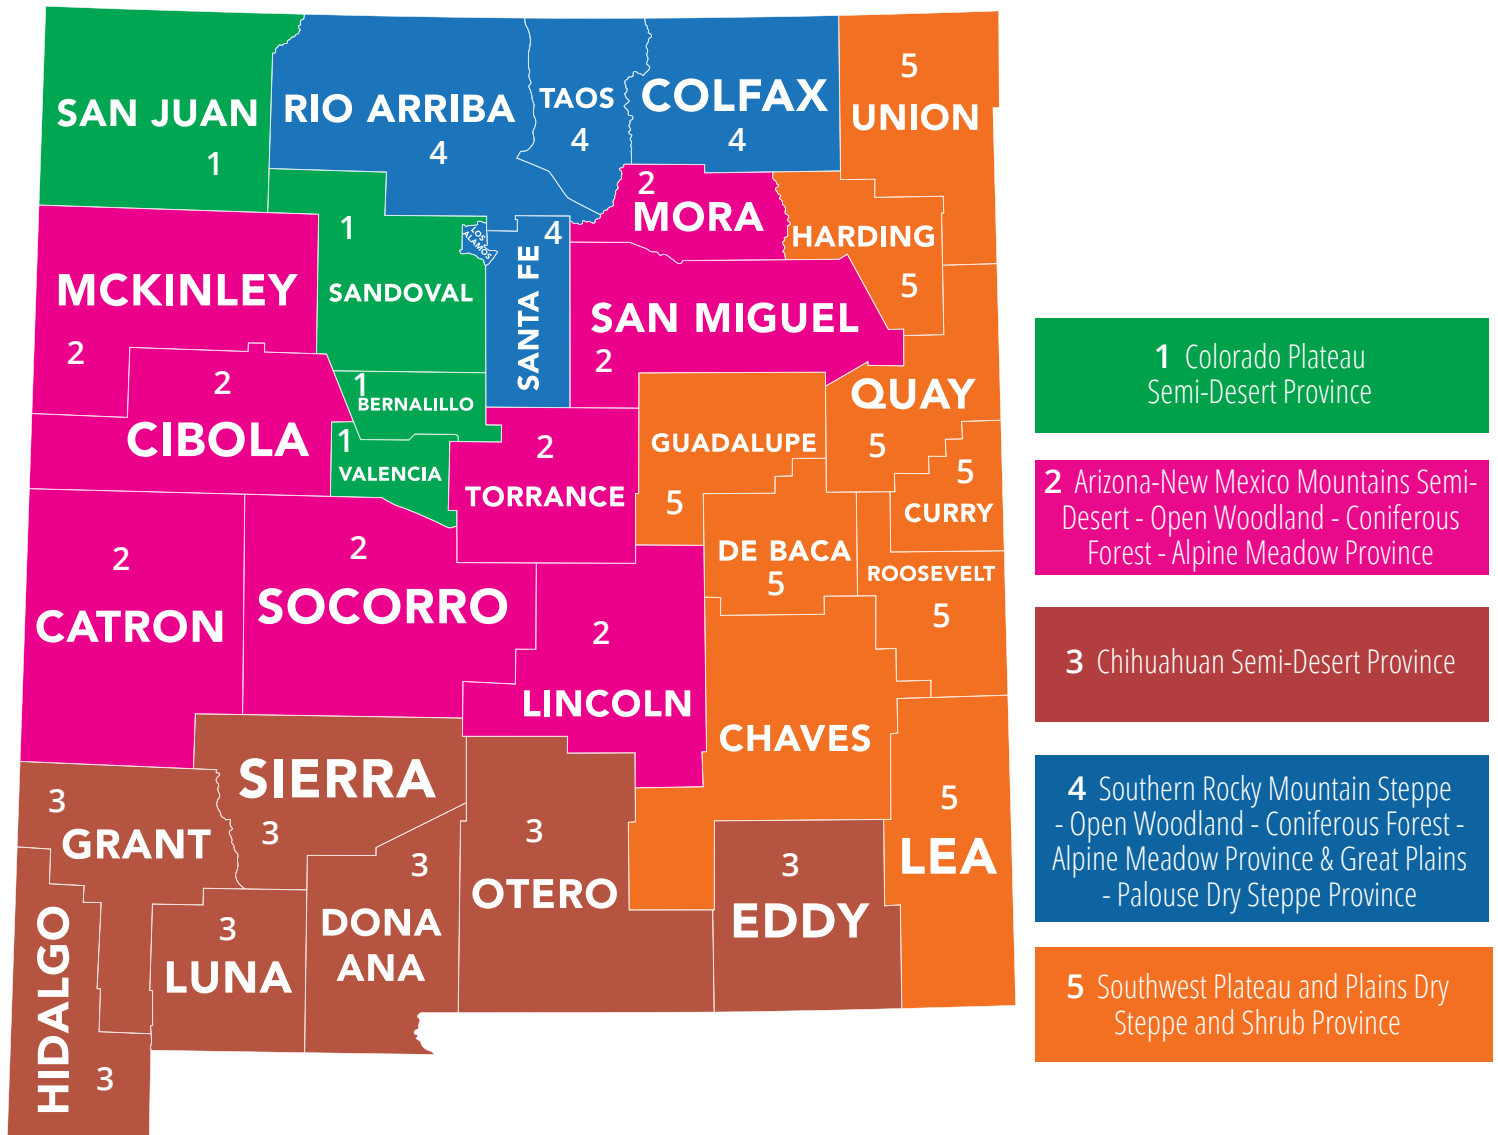 SAN JUAN
1
RIO ARRIBA
4
TAOS
4
COLFAX
4
5
UNION
2
MORA
HARDING
5
1
SANDOVAL
LOS
ALAMOS
4
SANTA FE
MCKINLEY
2
SAN MIGUEL
2
2
CIBOLA
1
BERNALILLO
1
VALENCIA
2
TORRANCE
GUADALUPE
5
QUAY
5
5
CURRY
DE BACA
5
ROOSEVELT
5
2
CATRON
2
SOCORRO
2
LINCOLN
CHAVES
5
LEA
SIERRA
3
3
GRANT
3
OTERO
3
EDDY
3
DONA
ANA
3
LUNA
HIDALGO
3
1 Colorado Plateau
Semi-Desert Province
2 Arizona-New Mexico Mountains Semi-
Desert - Open Woodland - Coniferous
Forest - Alpine Meadow Province
3 Chihuahuan Semi-Desert Province
4 Southern Rocky Mountain Steppe
- Open Woodland - Coniferous Forest -
Alpine Meadow Province & Great Plains
- Palouse Dry Steppe Province
5 Southwest Plateau and Plains Dry
Steppe and Shrub Province